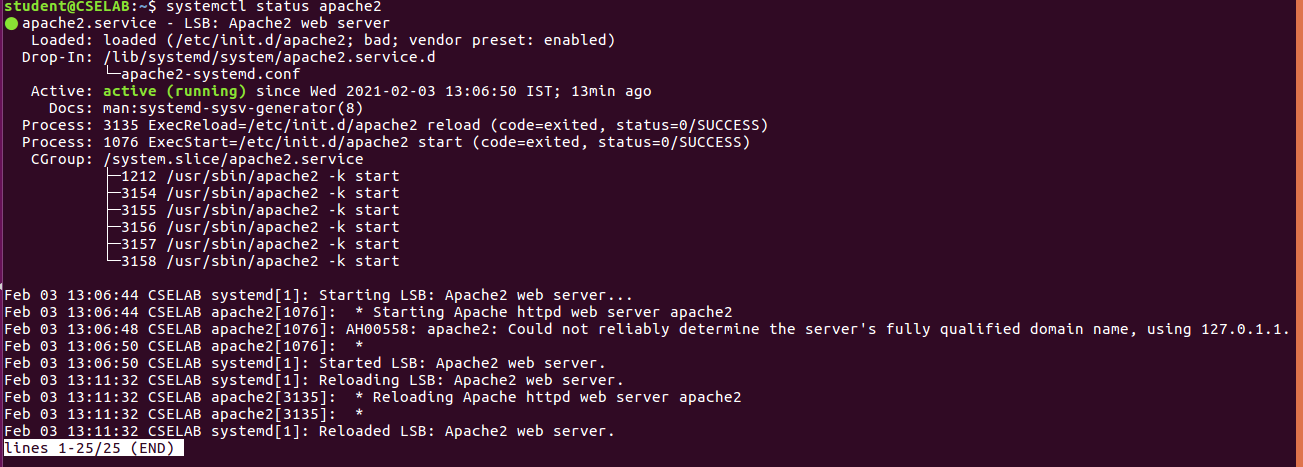 student@CSELAB:~$ systemctl status apache2
● apache2.service - LSB: Apache2 web server
   Loaded: loaded (/etc/init.d/apache2; bad; vendor preset: enabled)
  Drop-In: /lib/systemd/system/apache2.service.d
           └─apache2-systemd.conf
   Active: active (running) since Wed 2021-02-03 13:06:50 IST; 13min ago
     Docs: man:systemd-sysv-generator(8)
  Process: 3135 ExecReload=/etc/init.d/apache2 reload (code=exited, status=0/SUCCESS)
  Process: 1076 ExecStart=/etc/init.d/apache2 start (code=exited, status=0/SUCCESS)
   CGroup: /system.slice/apache2.service
           ├─1212 /usr/sbin/apache2 -k start
           ├─3154 /usr/sbin/apache2 -k start
           ├─3155 /usr/sbin/apache2 -k start
           ├─3156 /usr/sbin/apache2 -k start
           ├─3157 /usr/sbin/apache2 -k start
           └─3158 /usr/sbin/apache2 -k start

Feb 03 13:06:44 CSELAB systemd[1]: Starting LSB: Apache2 web server...
Feb 03 13:06:44 CSELAB apache2[1076]:  * Starting Apache httpd web server apache2
Feb 03 13:06:48 CSELAB apache2[1076]: AH00558: apache2: Could not reliably determine the server's fully qualified domain name, using 127.0.1.1.
Feb 03 13:06:50 CSELAB apache2[1076]:  *
Feb 03 13:06:50 CSELAB systemd[1]: Started LSB: Apache2 web server.
Feb 03 13:11:32 CSELAB systemd[1]: Reloading LSB: Apache2 web server.
Feb 03 13:11:32 CSELAB apache2[3135]:  * Reloading Apache httpd web server apache2
Feb 03 13:11:32 CSELAB apache2[3135]:  *
Feb 03 13:11:32 CSELAB systemd[1]: Reloaded LSB: Apache2 web server.
lines 1-25/25 (END)